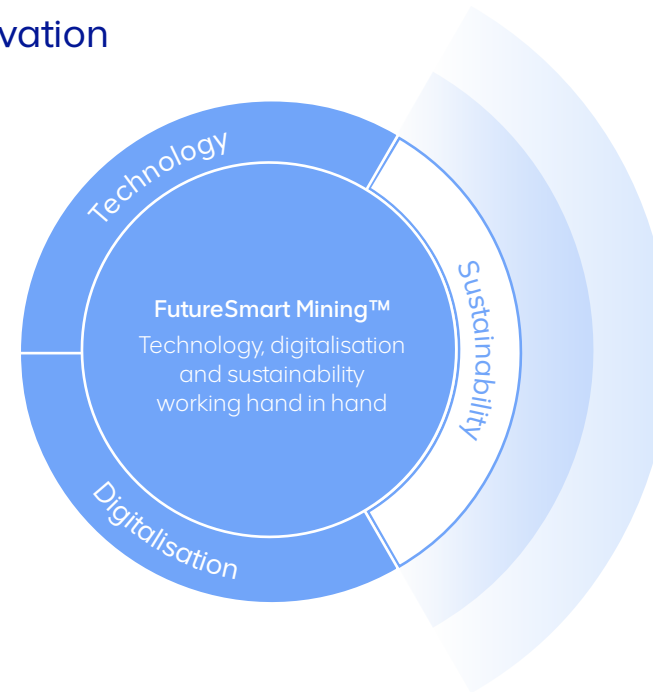 vation
Technology
FutureSmart Mining™
Technology, digitalisation
and sustainability
working hand in hand
Sustainability
Digitalisation